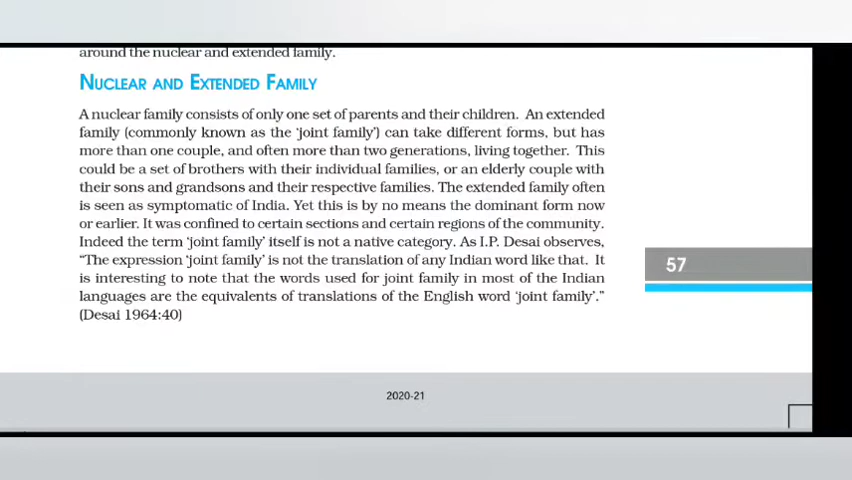 around the nuclear and extended family.
NUCLEAR AND EXTENDED FAMILY
A nuclear family consists of only one set of parents and their children. An extended
family (commonly known as the ‘joint family’) can take different forms, but has
more than one couple, and often more than two generations, living together. This
could be a set of brothers with their individual families, or an elderly couple with
their sons and grandsons and their respective families. The extended family often
is seen as symptomatic of India. Yet this is by no means the dominant form now
or earlier. It was confined to certain sections and certain regions of the community.
Indeed the term ‘joint family’ itself is not a native category. As I.P. Desai observes,
“The expression ‘joint family’ is not the translation of any Indian word like that. It
is interesting to note that the words used for joint family in most of the Indian
languages are the equivalents of translations of the English word ‘joint family’.”
(Desai 1964:40)
57
2020-21